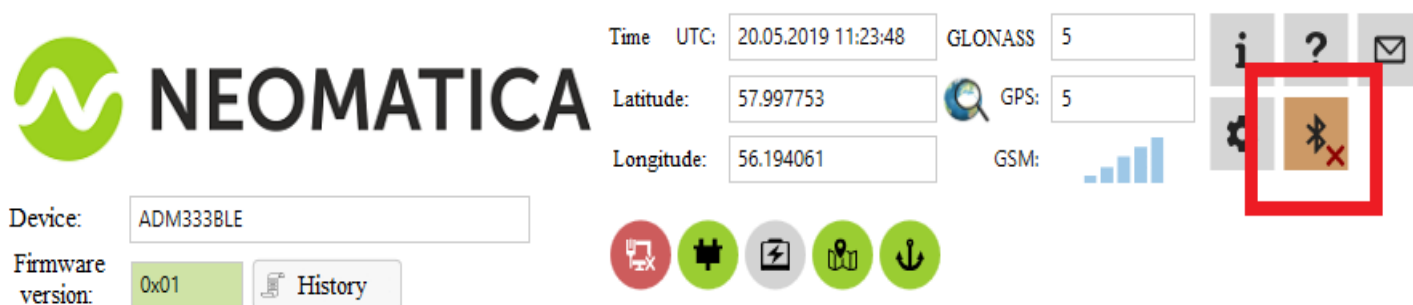 NEOMATICA
Time UTC: 20.05.2019 11:23:48 GLONASS 5
Latitude: 57.997753 GPS: 5
Longitude: 56.194061 GSM:
Device: ADM333BLE
Firmware
version: 0x01 History